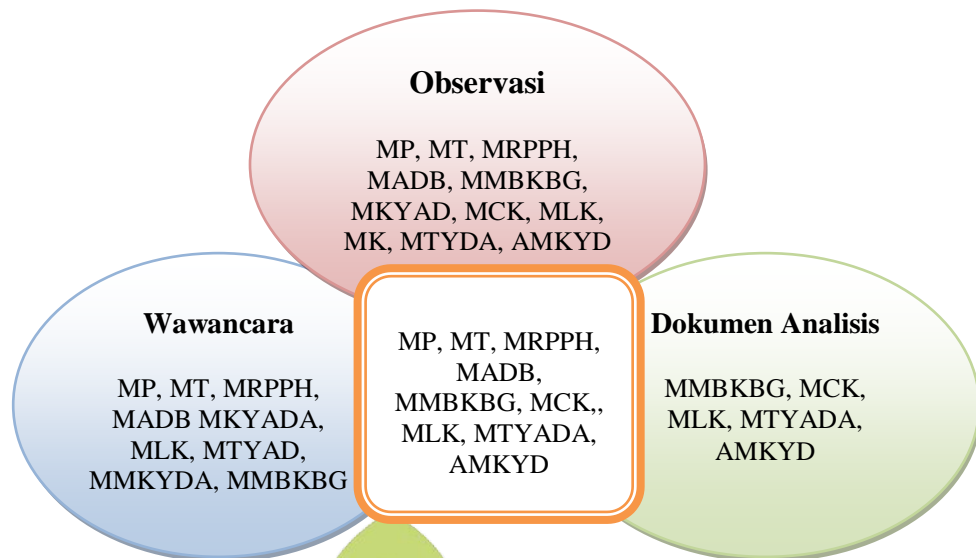 Observasi
MP, MT, MRPPH,
MADB, MMBKBG,
MKYAD, MCK, MLK,
MK, MTYDA, AMKYD
Wawancara
MP, MT, MRPPH,
MADB MKYADA,
MLK, MTYAD,
MMKYDA, MMBKBG
MP, MT, MRPPH,
MADB,
MMBKBG, MCK,,
MLK, MTYADA,
AMKYD
Dokumen Analisis
MMBKBG, MCK,
MLK, MTYADA,
AMKYD